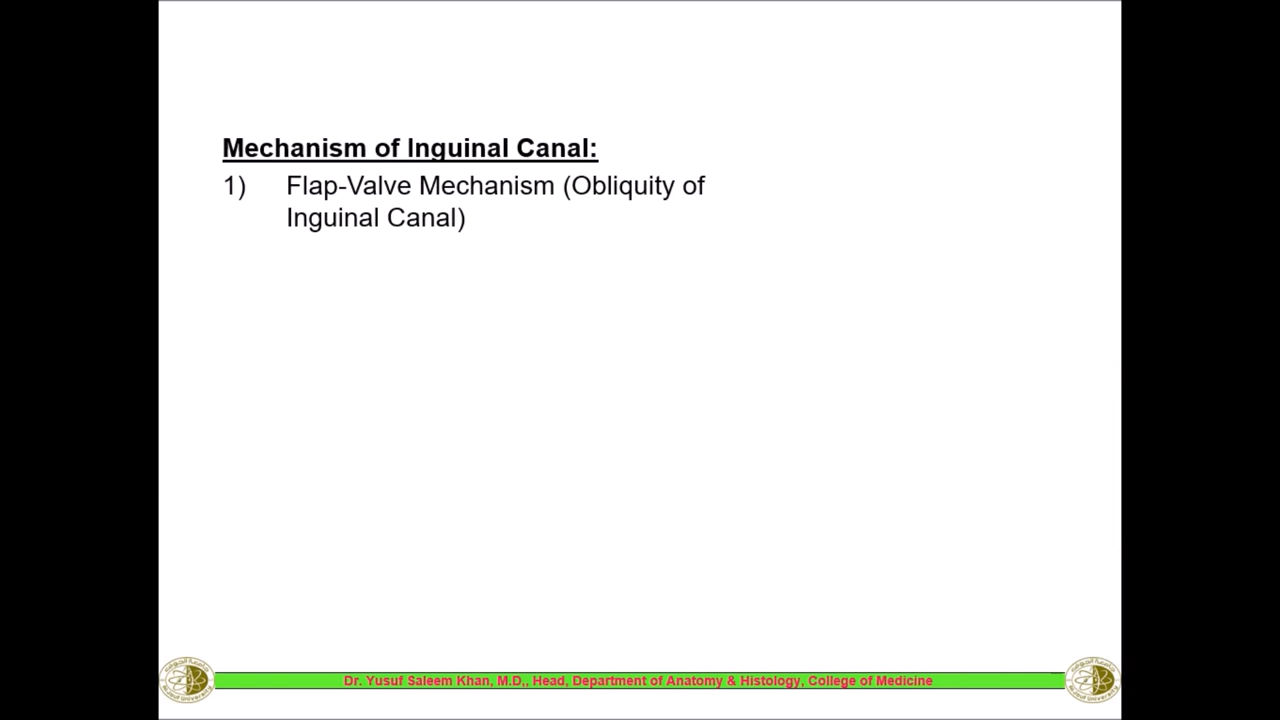 Mechanism of Inguinal Canal:
1) Flap-Valve Mechanism (Obliquity of
Inguinal Canal)
Dr. Yusuf Saleem Khan, M.D,, Head, Department of Anatomy & Histology, College of Medicine